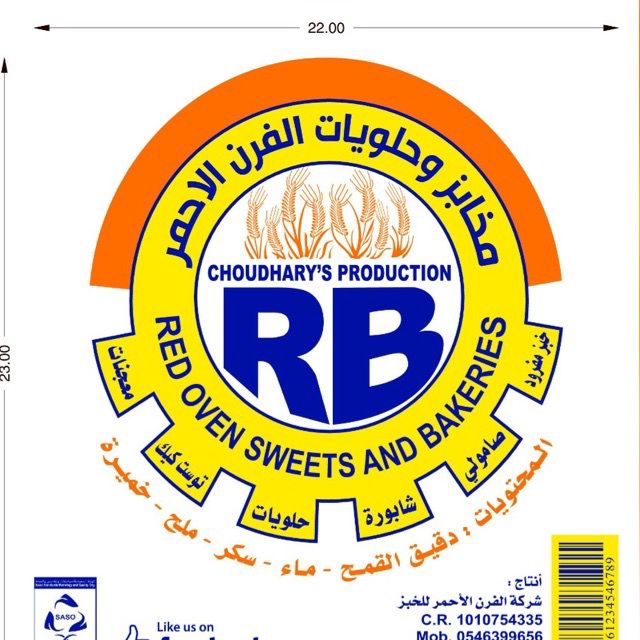 22.00
23.00
مخابز وحلويات الفرن الاحمر
CHOUDHARY'S PRODUCTION
RB
RED OVEN SWEETS AND BAKERIES
خبز مفرود
صامولي
شابورة
حلويات
توست كيك
معجنات
المحتويات : دقيق القمح - ماء - سكر - ملح - خميرة
SASO
Like us on
أنتاج :
شركة الفرن الأحمر للخبز
C.R. 1010754335
Mob. 0546399656
61234546789